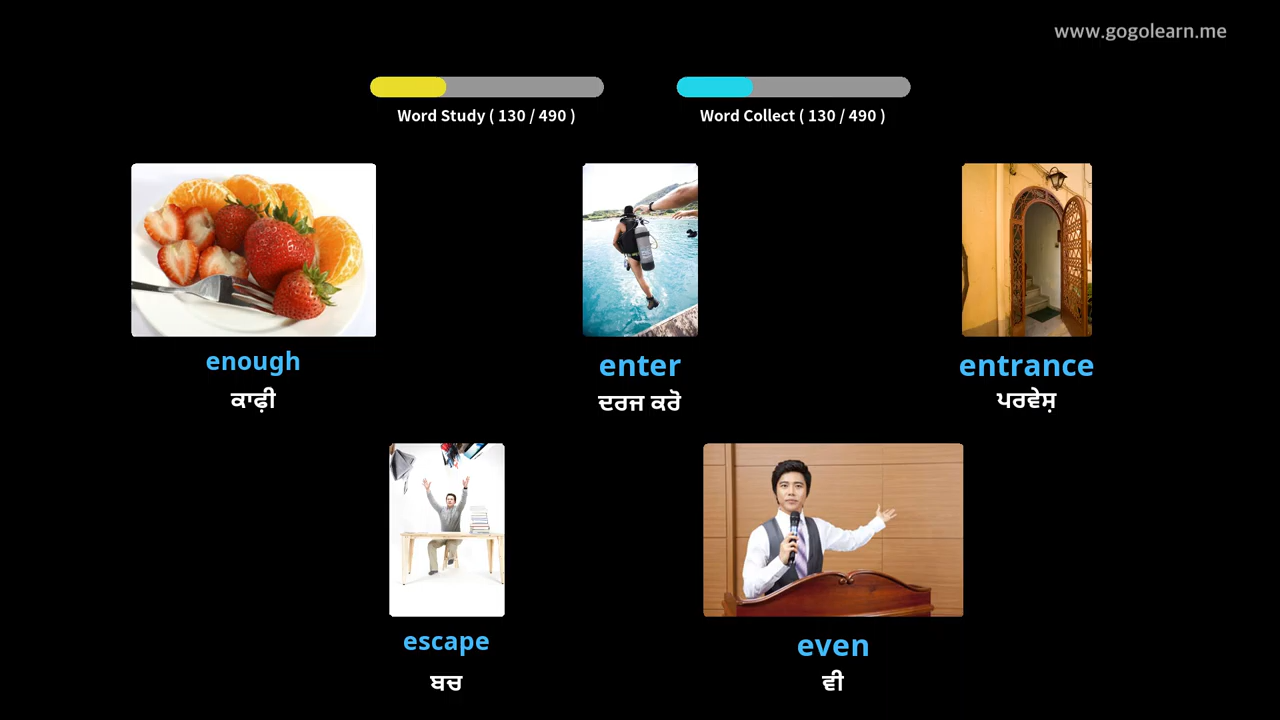 www.gogolearn.me
Word Study ( 130 / 490 )
Word Collect ( 130 / 490 )
enough
ਕਾਫ਼ੀ
enter
ਦਰਜ ਕਰੋ
entrance
ਪਰਵੇਸ਼
escape
ਬਚ
even
ਵੀ